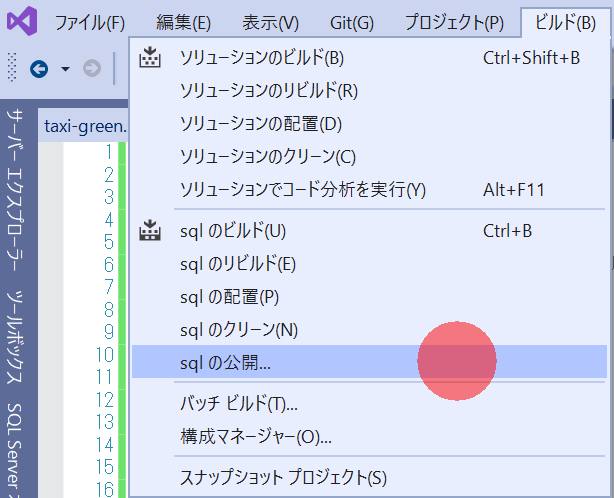 ファイル(F) 編集(E) 表示(V) Git(G) プロジェクト(P) ビルド(B)
ソリューションのビルド(B) Ctrl+Shift+B
ソリューションのリビルド(R)
ソリューションの配置(D)
ソリューションのクリーン(C)
ソリューションでコード分析を実行(Y) Alt+F11
sql のビルド(U) Ctrl+B
sql のリビルド(E)
sql の配置(P)
sql のクリーン(N)
sql の公開...
バッチ ビルド(T)...
構成マネージャー(O)...
スナップショット プロジェクト(S)
サーバー エクスプローラー
ツールボックス
SQL Server
taxi-green.
1
2
3
4
5
6
7
8
9
10
11
12
13
14
15
16